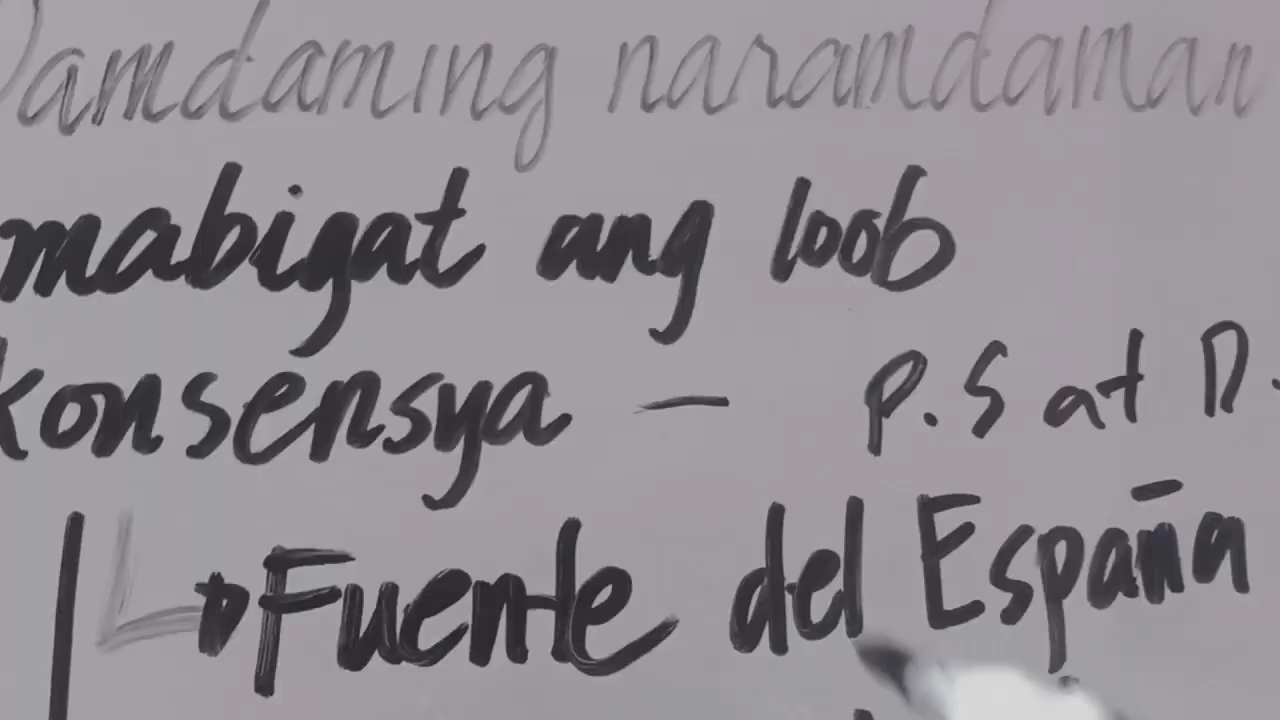 Damdaming naramdaman
mabigat ang loob
konsensya — P.S at D.
Fuente del España